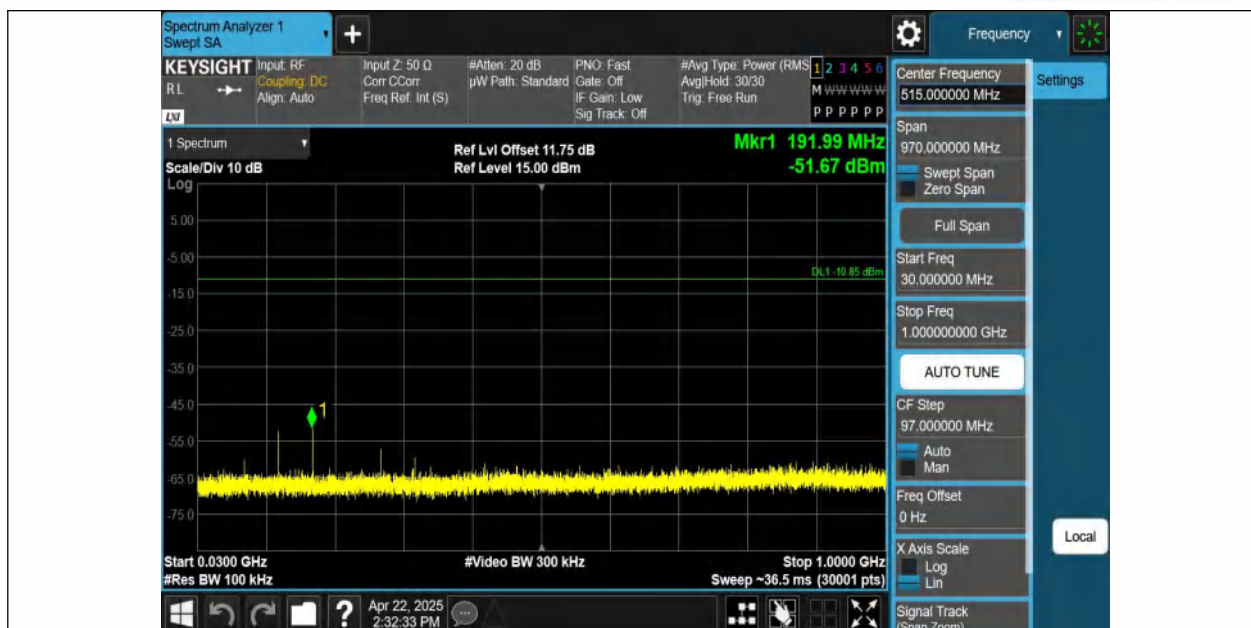 Spectrum Analyzer 1
Swept SA
+
Frequency
KEYSIGHT
RL
LXI
Input: RF
Coupling: DC
Align: Auto
Input Z: 50 Ω
Corr CCorr
Freq Ref: Int (S)
#Atten: 20 dB
µW Path: Standard
PNO: Fast
Gate: Off
IF Gain: Low
Sig Track: Off
#Avg Type: Power (RMS
Avg|Hold: 30/30
Trig: Free Run
1 2 3 4 5 6
M W W W W W
P P P P P P
1 Spectrum
Scale/Div 10 dB
Log
Ref Lvl Offset 11.75 dB
Ref Level 15.00 dBm
Mkr1 191.99 MHz
-51.67 dBm
5.00
-5.00
DL1 -10.85 dBm
-15.0
-25.0
-35.0
-45.0
1
-55.0
-65.0
-75.0
Start 0.0300 GHz
#Video BW 300 kHz
Stop 1.0000 GHz
#Res BW 100 kHz
Sweep ~36.5 ms (30001 pts)
?
Apr 22, 2025
2:32:33 PM
Center Frequency
515.000000 MHz
Settings
Span
970.000000 MHz
Swept Span
Zero Span
Full Span
Start Freq
30.000000 MHz
Stop Freq
1.000000000 GHz
AUTO TUNE
CF Step
97.000000 MHz
Auto
Man
Freq Offset
0 Hz
Local
X Axis Scale
Log
Lin
Signal Track
(Span Zoom)